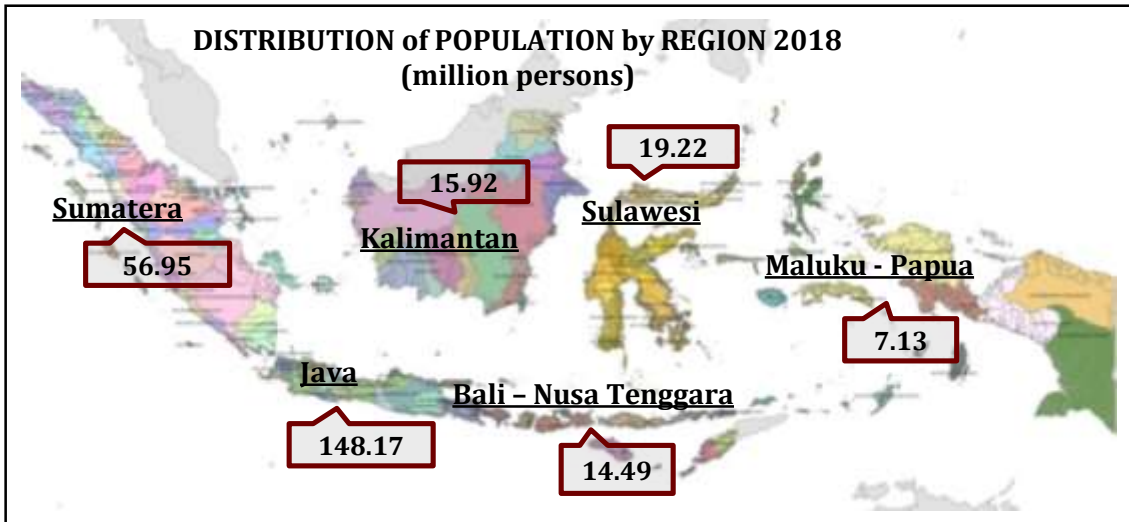 DISTRIBUTION of POPULATION by REGION 2018
(million persons)
19.22
15.92
Sumatera
Sulawesi
Kalimantan
56.95
Maluku - Papua
7.13
Java
Bali – Nusa Tenggara
148.17
14.49